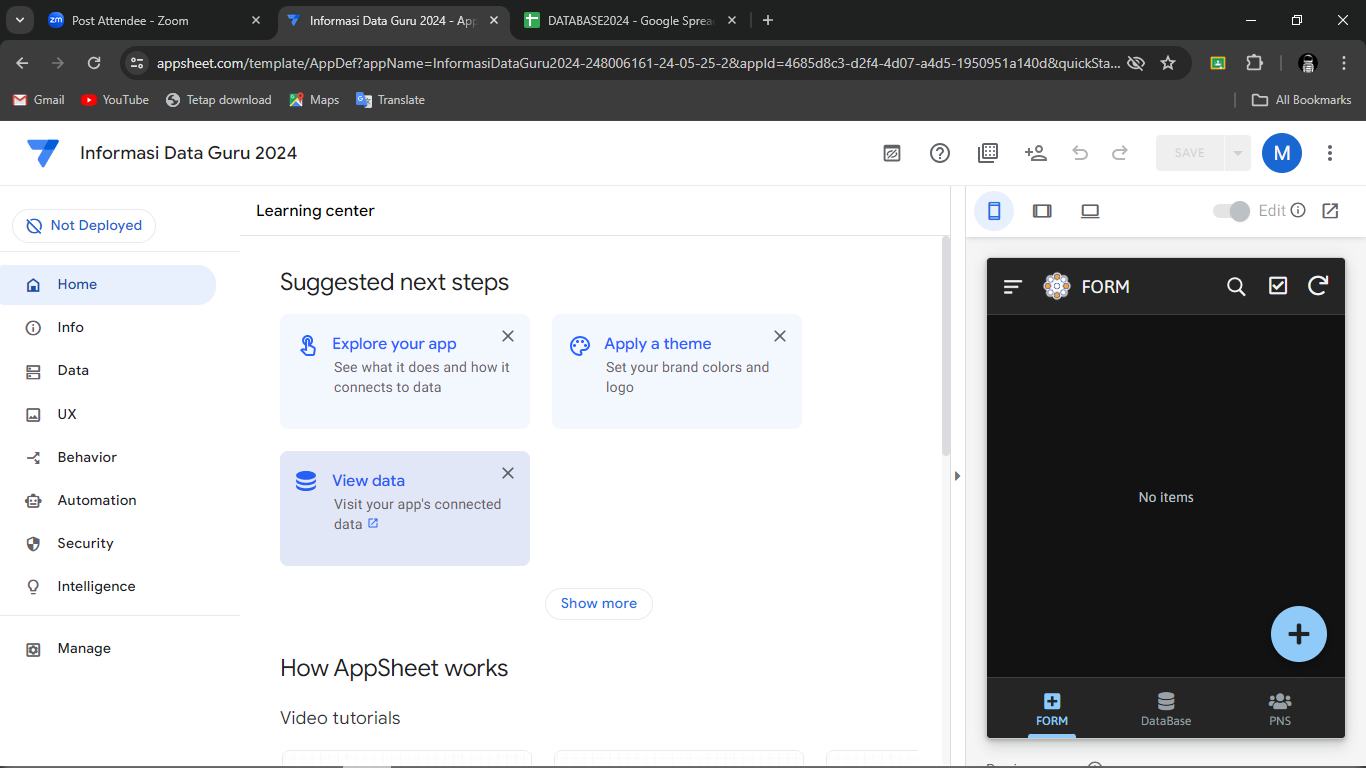 Post Attendee - Zoom
Informasi Data Guru 2024 - App
DATABASE2024 - Google Sprea
appsheet.com/template/AppDef?appName=InformasiDataGuru2024-248006161-24-05-25-2&appId=4685d8c3-d2f4-4d07-a4d5-1950951a140d&quickSta...
Gmail
YouTube
Tetap download
Maps
Translate
All Bookmarks
Informasi Data Guru 2024
SAVE
M
Not Deployed
Home
Info
Data
UX
Behavior
Automation
Security
Intelligence
Manage
Learning center
Suggested next steps
Explore your app
See what it does and how it
connects to data
Apply a theme
Set your brand colors and
logo
View data
Visit your app's connected
data
Show more
How AppSheet works
Video tutorials
Edit
FORM
No items
FORM
DataBase
PNS